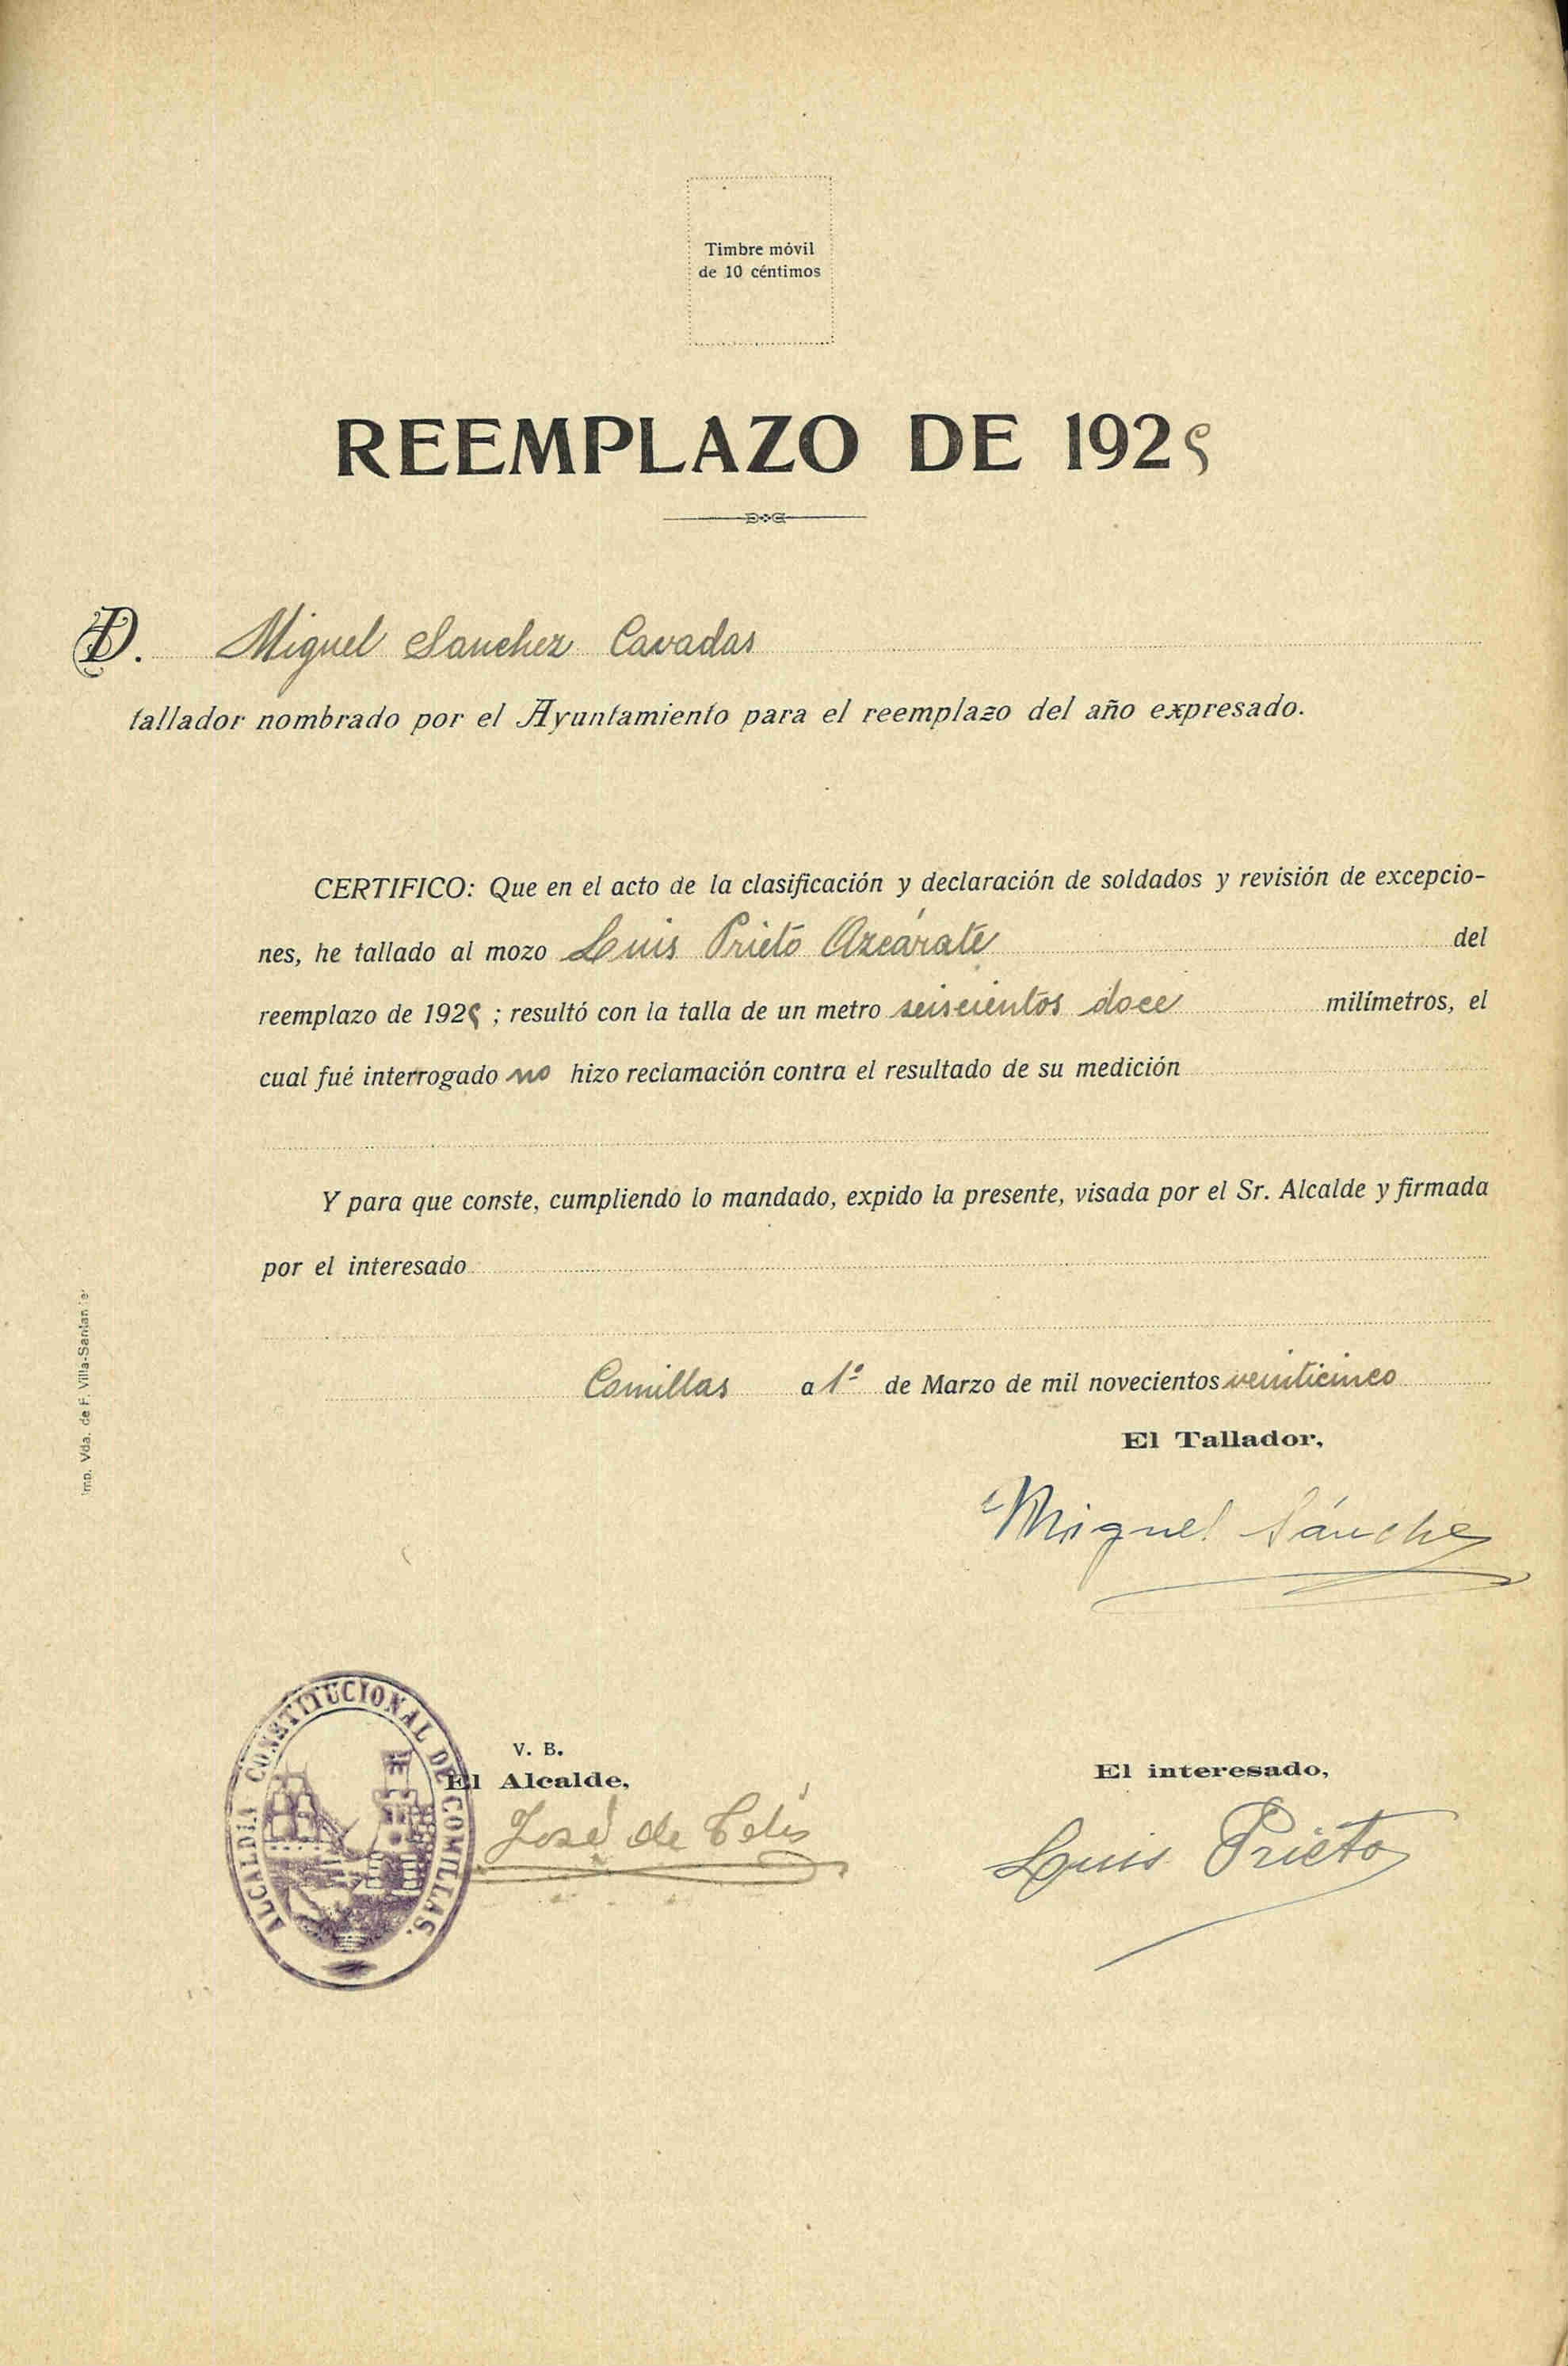 Timbre móvil
de 10 céntimos
REEMPLAZO DE 1925
D. Miguel Sanchez Cavadas
tallador nombrado por el Ayuntamiento para el reemplazo del año expresado.
CERTIFICO: Que en el acto de la clasificación y declaración de soldados y revisión de excepcio-
nes, he tallado al mozo Luis Prieto Azcárate del
reemplazo de 1925; resultó con la talla de un metro seiscientos doce milímetros, el
cual fué interrogado no hizo reclamación contra el resultado de su medición
Y para que conste, cumpliendo lo mandado, expido la presente, visada por el Sr. Alcalde y firmada
por el interesado
Comillas a 1º de Marzo de mil novecientos veinticinco
El Tallador,
Miguel Sánchez
V. B.
El Alcalde,
José de Celis
El interesado,
Luis Prieto
ALCALDIA CONSTITUCIONAL DE COMILLAS.
Imp. Vda. de F. Villa-Santander